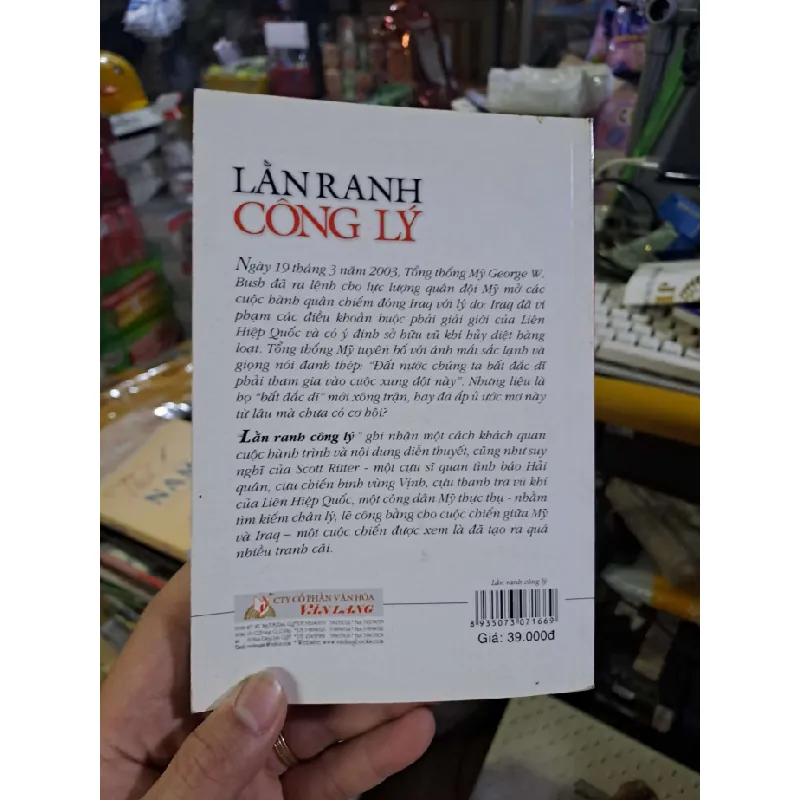 LẰN RANH
CÔNG LÝ
Ngày 19 tháng 3 năm 2003, Tổng thống Mỹ George W.
Bush đã ra lệnh cho lực lượng quân đội Mỹ mở các
cuộc hành quân chiếm đóng Iraq với lý do: Iraq đã vi
phạm các điều khoản buộc phải giải giới của Liên
Hiệp Quốc và có ý định sở hữu vũ khí hủy diệt hàng
loạt. Tổng thống Mỹ tuyên bố với ánh mắt sắc lạnh và
giọng nói đanh thép: "Đất nước chúng ta bất đắc dĩ
phải tham gia vào cuộc xung đột này". Nhưng liệu là
họ "bất đắc dĩ" mới xông trận, hay đã ấp ủ ước mơ này
từ lâu mà chưa có cơ hội?
"Lằn ranh công lý" ghi nhận một cách khách quan
cuộc hành trình và nội dung diễn thuyết, cũng như suy
nghĩ của Scott Ritter - một cựu sĩ quan tình báo Hải
quân, cựu chiến binh vùng Vịnh, cựu thanh tra vũ khí
của Liên Hiệp Quốc, một công dân Mỹ thực thụ - nhằm
tìm kiếm chân lý, lẽ công bằng cho cuộc chiến giữa Mỹ
và Iraq – một cuộc chiến được xem là đã tạo ra quá
nhiều tranh cãi.
Lằn ranh công lý
CTY CỔ PHẦN VĂN HÓA
VĂN LANG
8 935073 071669
Giá: 39.000đ
NAM